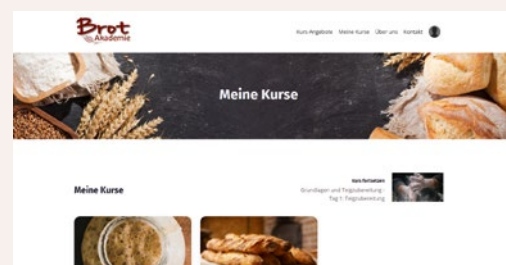 Brot
Akademie
Kurs-Angebote Meine Kurse Über uns Kontakt
Meine Kurse
Meine Kurse
Kurs fortsetzen
Grundlagen und Teigzubereitung -
Tag 1: Teigzubereitung